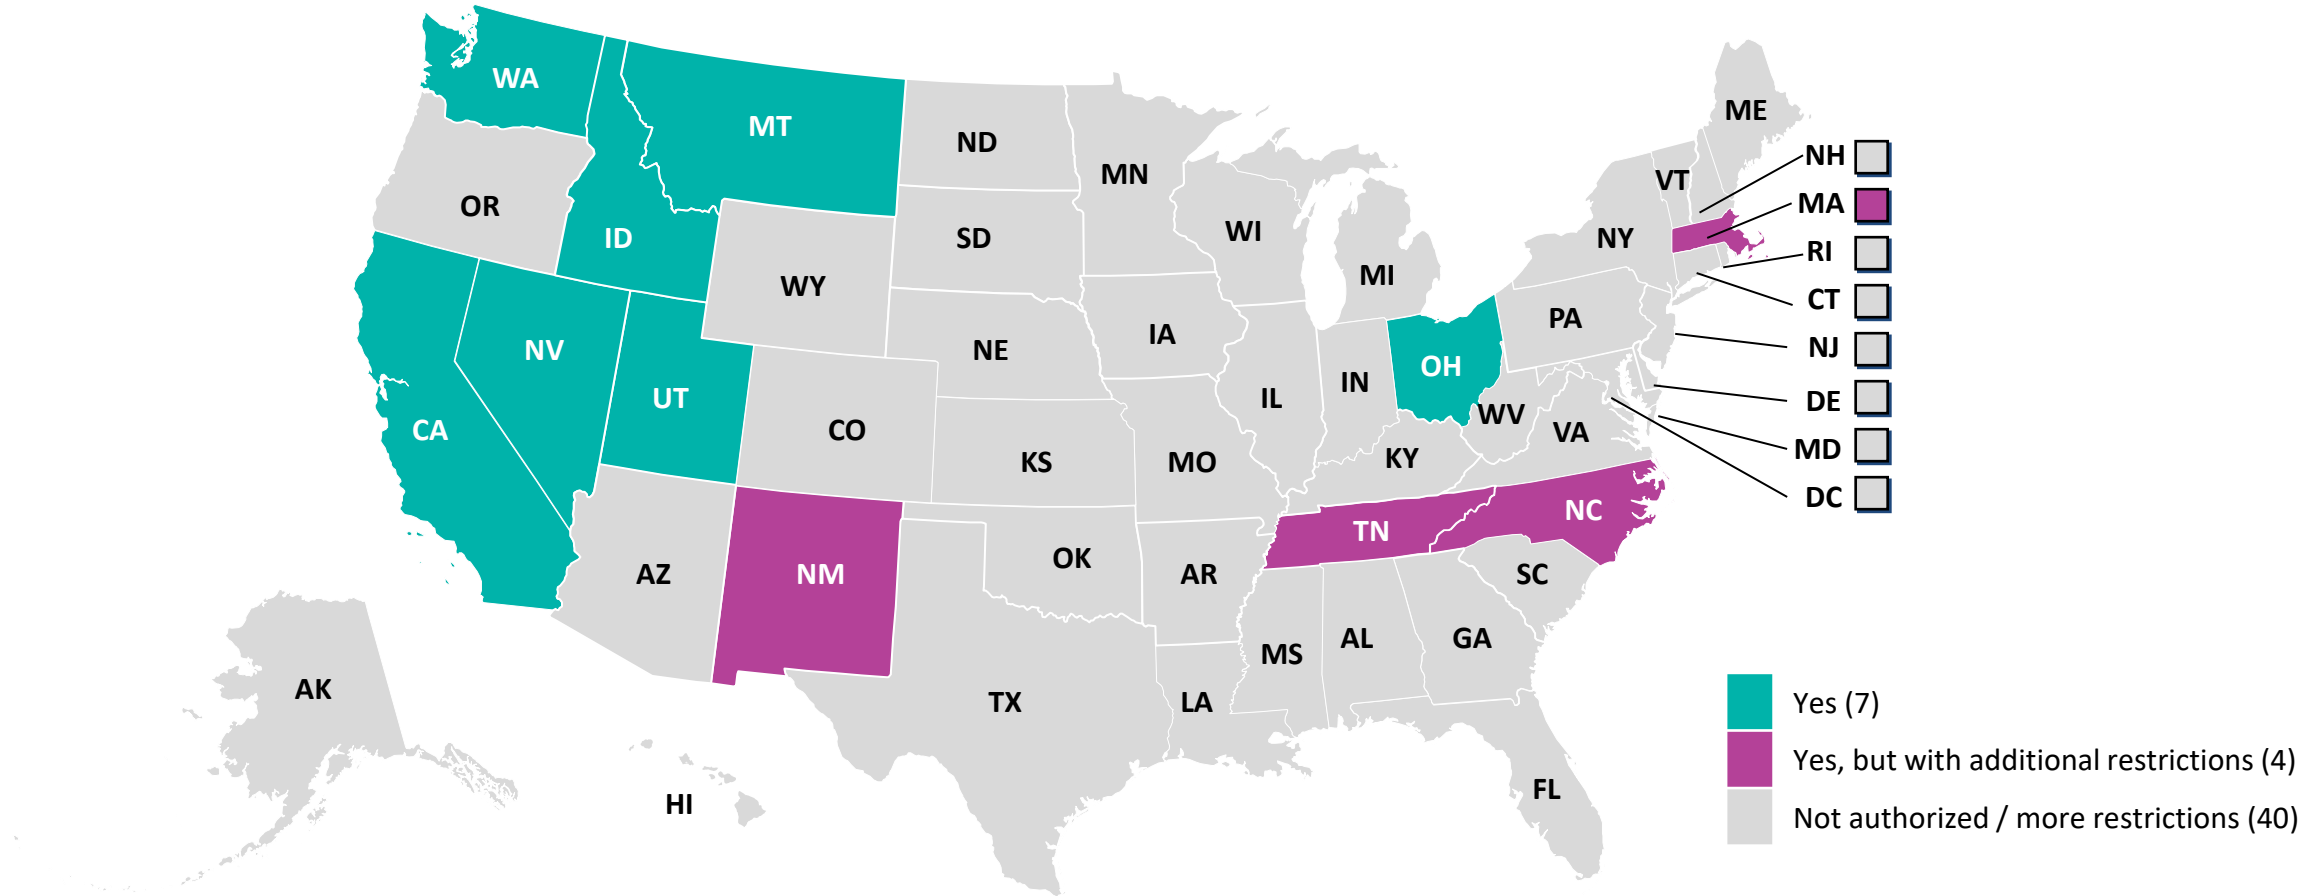 WA
MT
ND
MN
ME
OR
ID
SD
WI
VT
NH
MA
WY
MI
NY
RI
CT
NV
UT
NE
IA
PA
NJ
CA
CO
KS
MO
IL
IN
OH
WV
VA
KY
DE
MD
DC
AZ
NM
OK
AR
TN
NC
SC
MS
AL
GA
AK
HI
TX
LA
FL
Yes (7)
Yes, but with additional restrictions (4)
Not authorized / more restrictions (40)